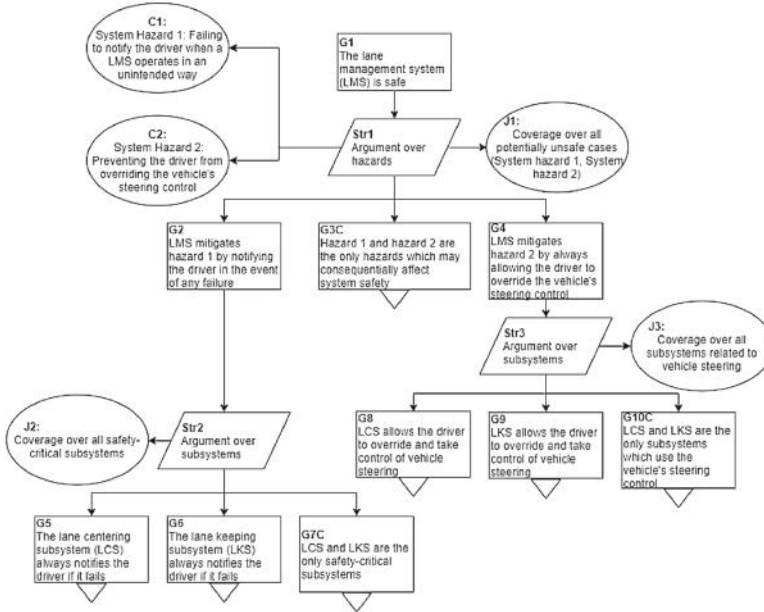 C1:
System Hazard 1: Failing
to notify the driver when a
LMS operates in an
unintended way
G1
The lane
management system
(LMS) is safe
C2:
System Hazard 2:
Preventing the driver from
overriding the vehicle's
steering control
Str1
Argument over
hazards
J1:
Coverage over all
potentially unsafe cases
(System hazard 1, System
hazard 2)
G2
LMS mitigates
hazard 1 by notifying
the driver in the event
of any failure
G3C
Hazard 1 and hazard 2 are
the only hazards which may
consequentially affect
system safety
G4
LMS mitigates
hazard 2 by always
allowing the driver to
override the vehicle's
steering control
Str3
Argument over
subsystems
J3:
Coverage over all
subsystems related to
vehicle steering
J2:
Coverage over all safety-
critical subsystems
Str2
Argument over
subsystems
G8
LCS allows the driver
to override and take
control of vehicle
steering
G9
LKS allows the driver
to override and take
control of vehicle
steering
G10C
LCS and LKS are the
only subsystems
which use the
vehicle's steering
control
G5
The lane centering
subsystem (LCS)
always notifies the
driver if it fails
G6
The lane keeping
subsystem (LKS)
always notifies the
driver if it fails
G7C
LCS and LKS are the
only safety-critical
subsystems